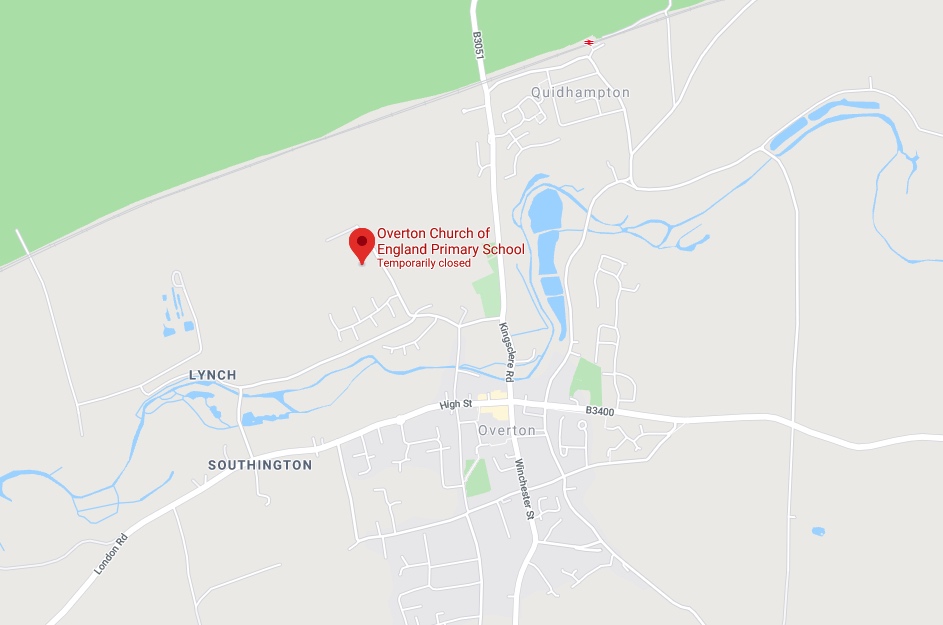 B3051
Quidhampton
Overton Church of
England Primary School
Temporarily closed
Kingsclere Rd
LYNCH
High St
B3400
Overton
SOUTHINGTON
Winchester St
London Rd